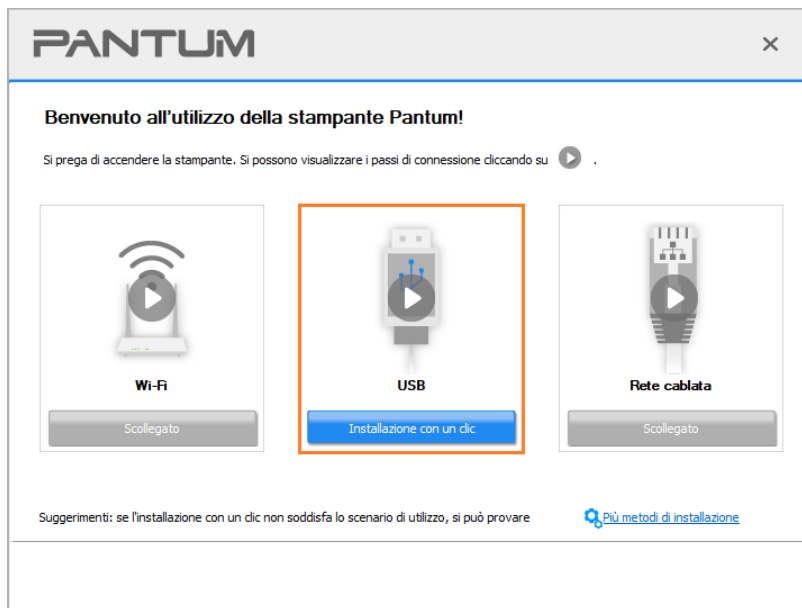 PANTUM
Benvenuto all'utilizzo della stampante Pantum!
Si prega di accendere la stampante. Si possono visualizzare i passi di connessione cliccando su .
Wi-Fi
USB
Rete cablata
Scollegato
Installazione con un clic
Scollegato
Suggerimenti: se l'installazione con un clic non soddisfa lo scenario di utilizzo, si può provare Più metodi di installazione